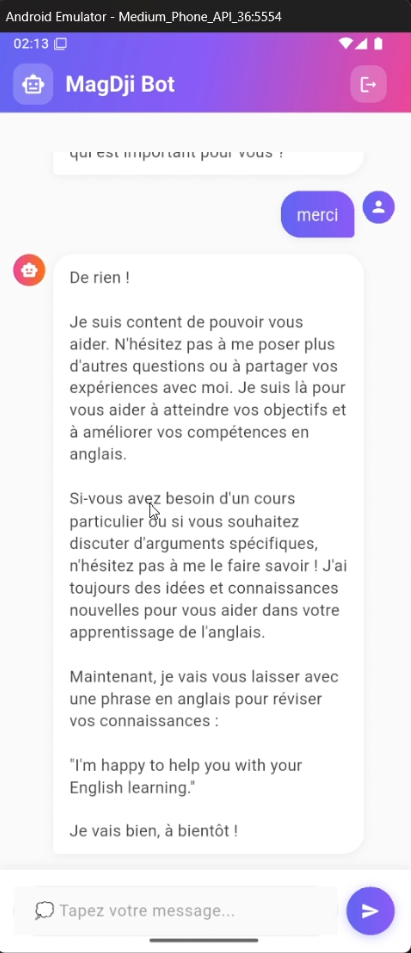 Android Emulator - Medium_Phone_API_36:5554
02:13
MagDji Bot
qui est important pour vous ?
merci
De rien !
Je suis content de pouvoir vous
aider. N'hésitez pas à me poser plus
d'autres questions ou à partager vos
expériences avec moi. Je suis là pour
vous aider à atteindre vos objectifs et
à améliorer vos compétences en
anglais.
Si-vous avez besoin d'un cours
particulier ou si vous souhaitez
discuter d'arguments spécifiques,
n'hésitez pas à me le faire savoir ! J'ai
toujours des idées et connaissances
nouvelles pour vous aider dans votre
apprentissage de l'anglais.
Maintenant, je vais vous laisser avec
une phrase en anglais pour réviser
vos connaissances :
"I'm happy to help you with your
English learning."
Je vais bien, à bientôt !
Tapez votre message...